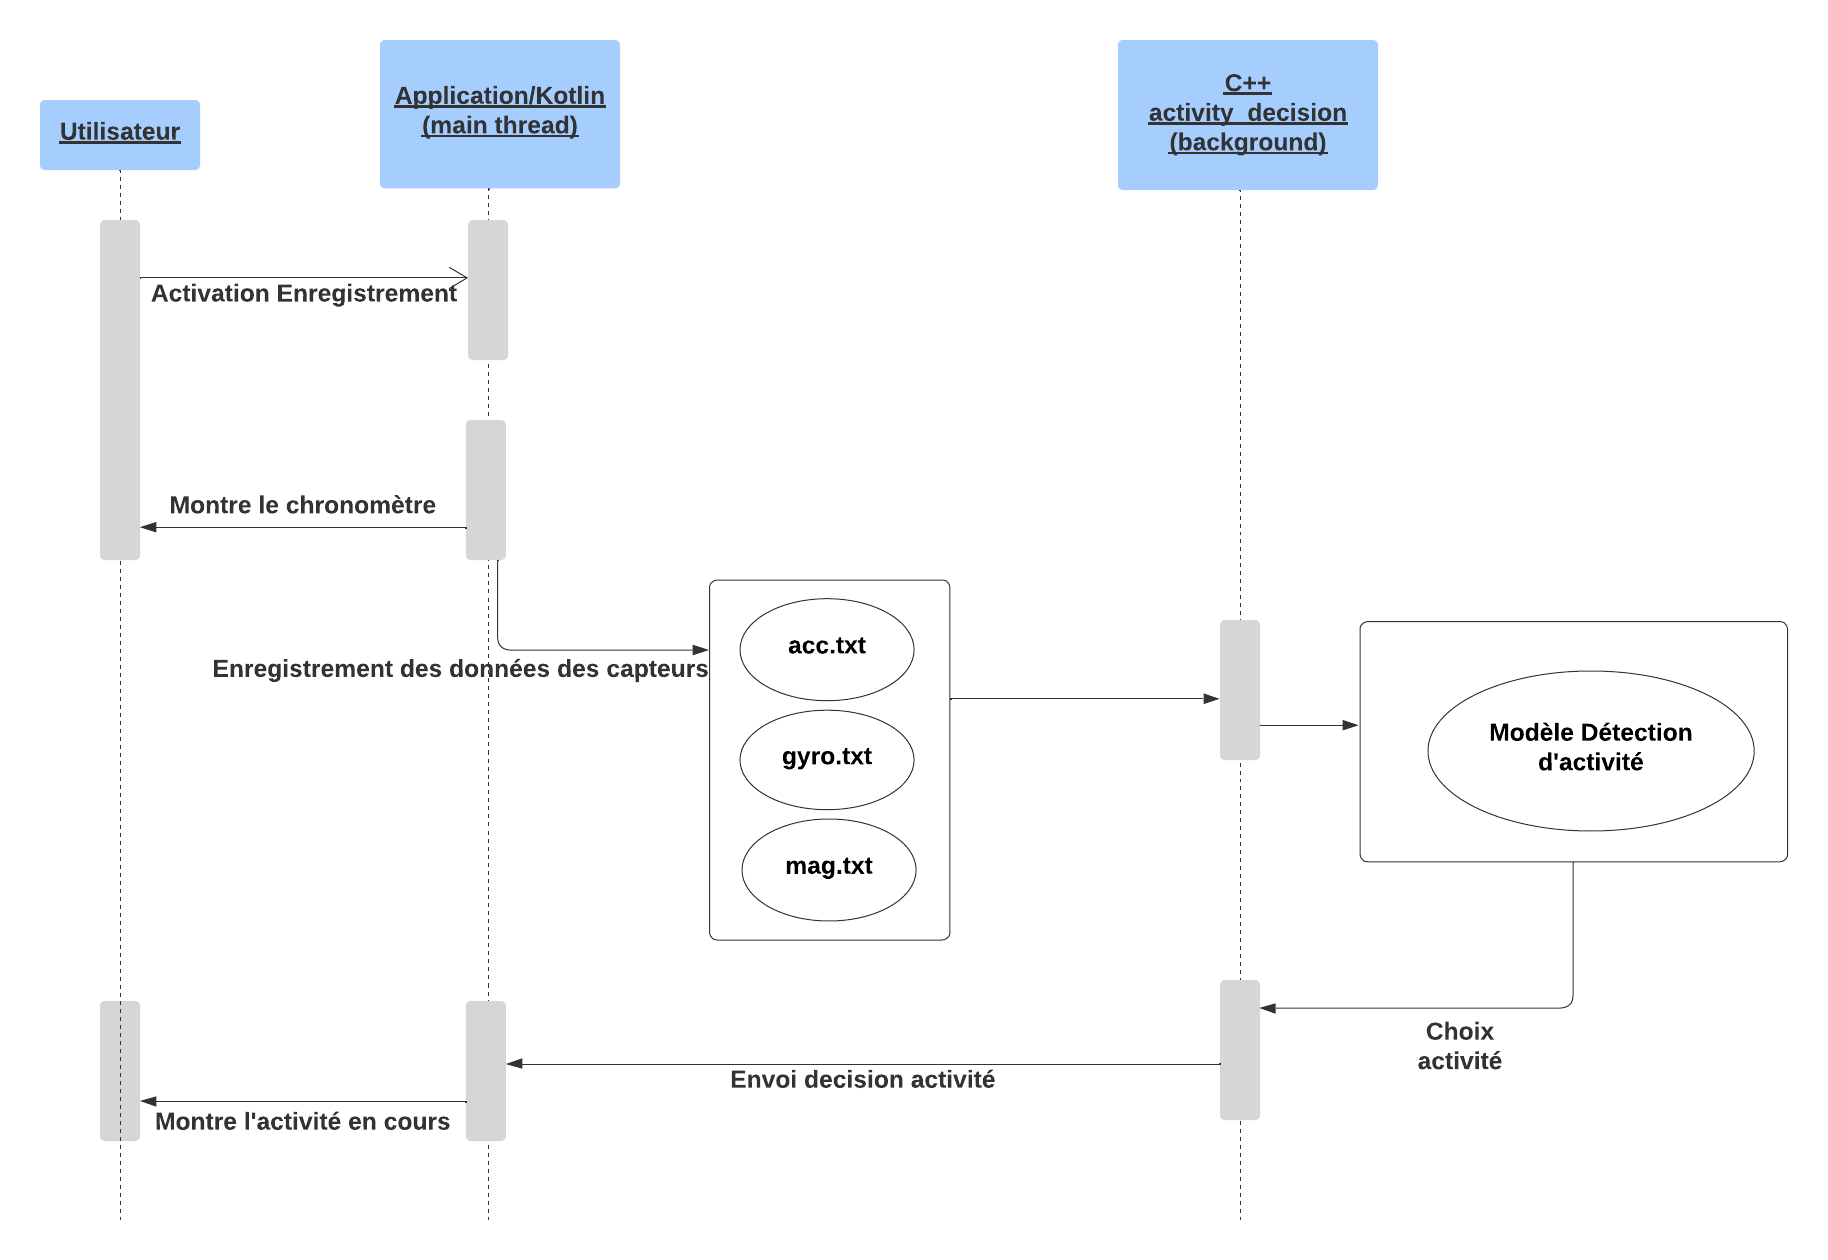 Utilisateur
Application/Kotlin
(main thread)
C++
activity_decision
(background)
Activation Enregistrement
Montre le chronomètre
Enregistrement des données des capteurs
acc.txt
gyro.txt
mag.txt
Modèle Détection
d'activité
Choix
activité
Envoi decision activité
Montre l'activité en cours